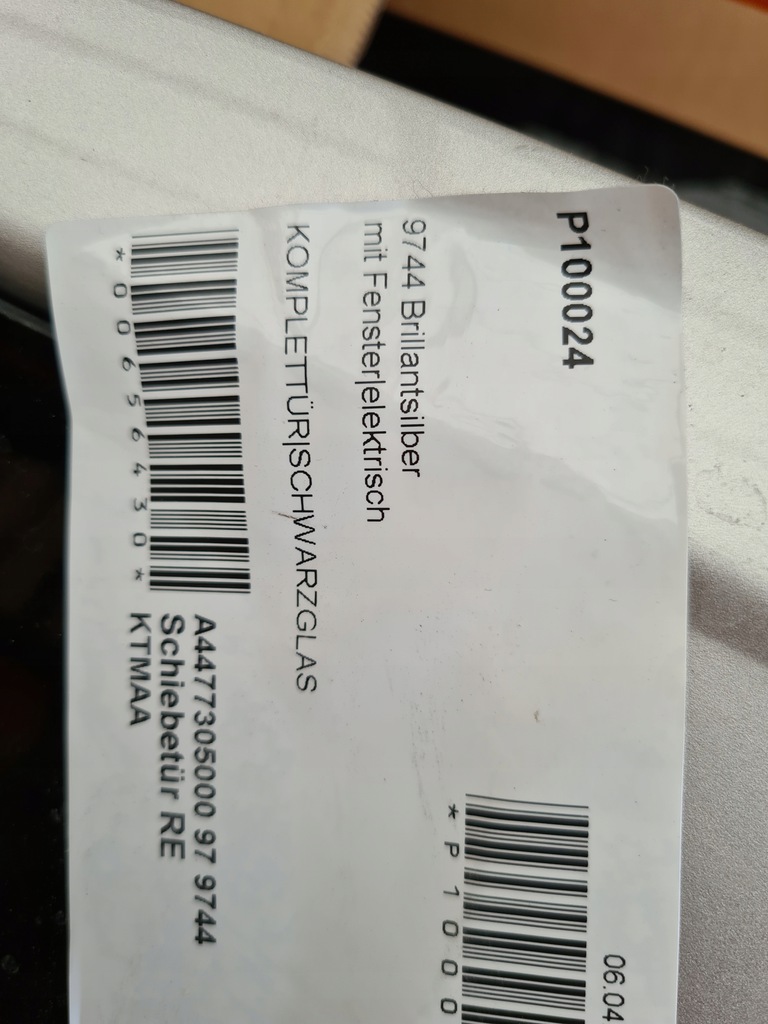 P100024
06.04
*P1000
9744 Brillantsilber
mit Fenster|elektrisch
KOMPLETTÜR|SCHWARZGLAS
*00656430*
A4477305000 97 9744
Schiebetür RE
KTMAA